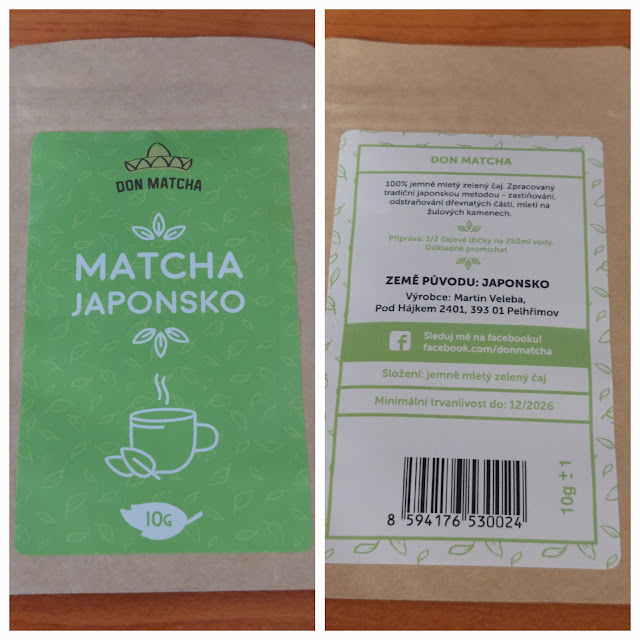 DON MATCHA
MATCHA
JAPONSKO
10G
DON MATCHA
100% jemně mletý zelený čaj. Zpracovaný
tradiční japonskou metodou – zastiňování,
odstraňování dřevnatých částí, mletí na
žulových kamenech.
Příprava: 1/2 čajové lžičky na 250ml vody.
Důkladně promíchat
ZEMĚ PŮVODU: JAPONSKO
Výrobce: Martin Veleba,
Pod Hájkem 2401, 393 01 Pelhřimov
Sleduj mě na facebooku!
facebook.com/donmatcha
Složení: jemně mletý zelený čaj
Minimální trvanlivost do: 12/2026
10g ± 1
8 594176 530024